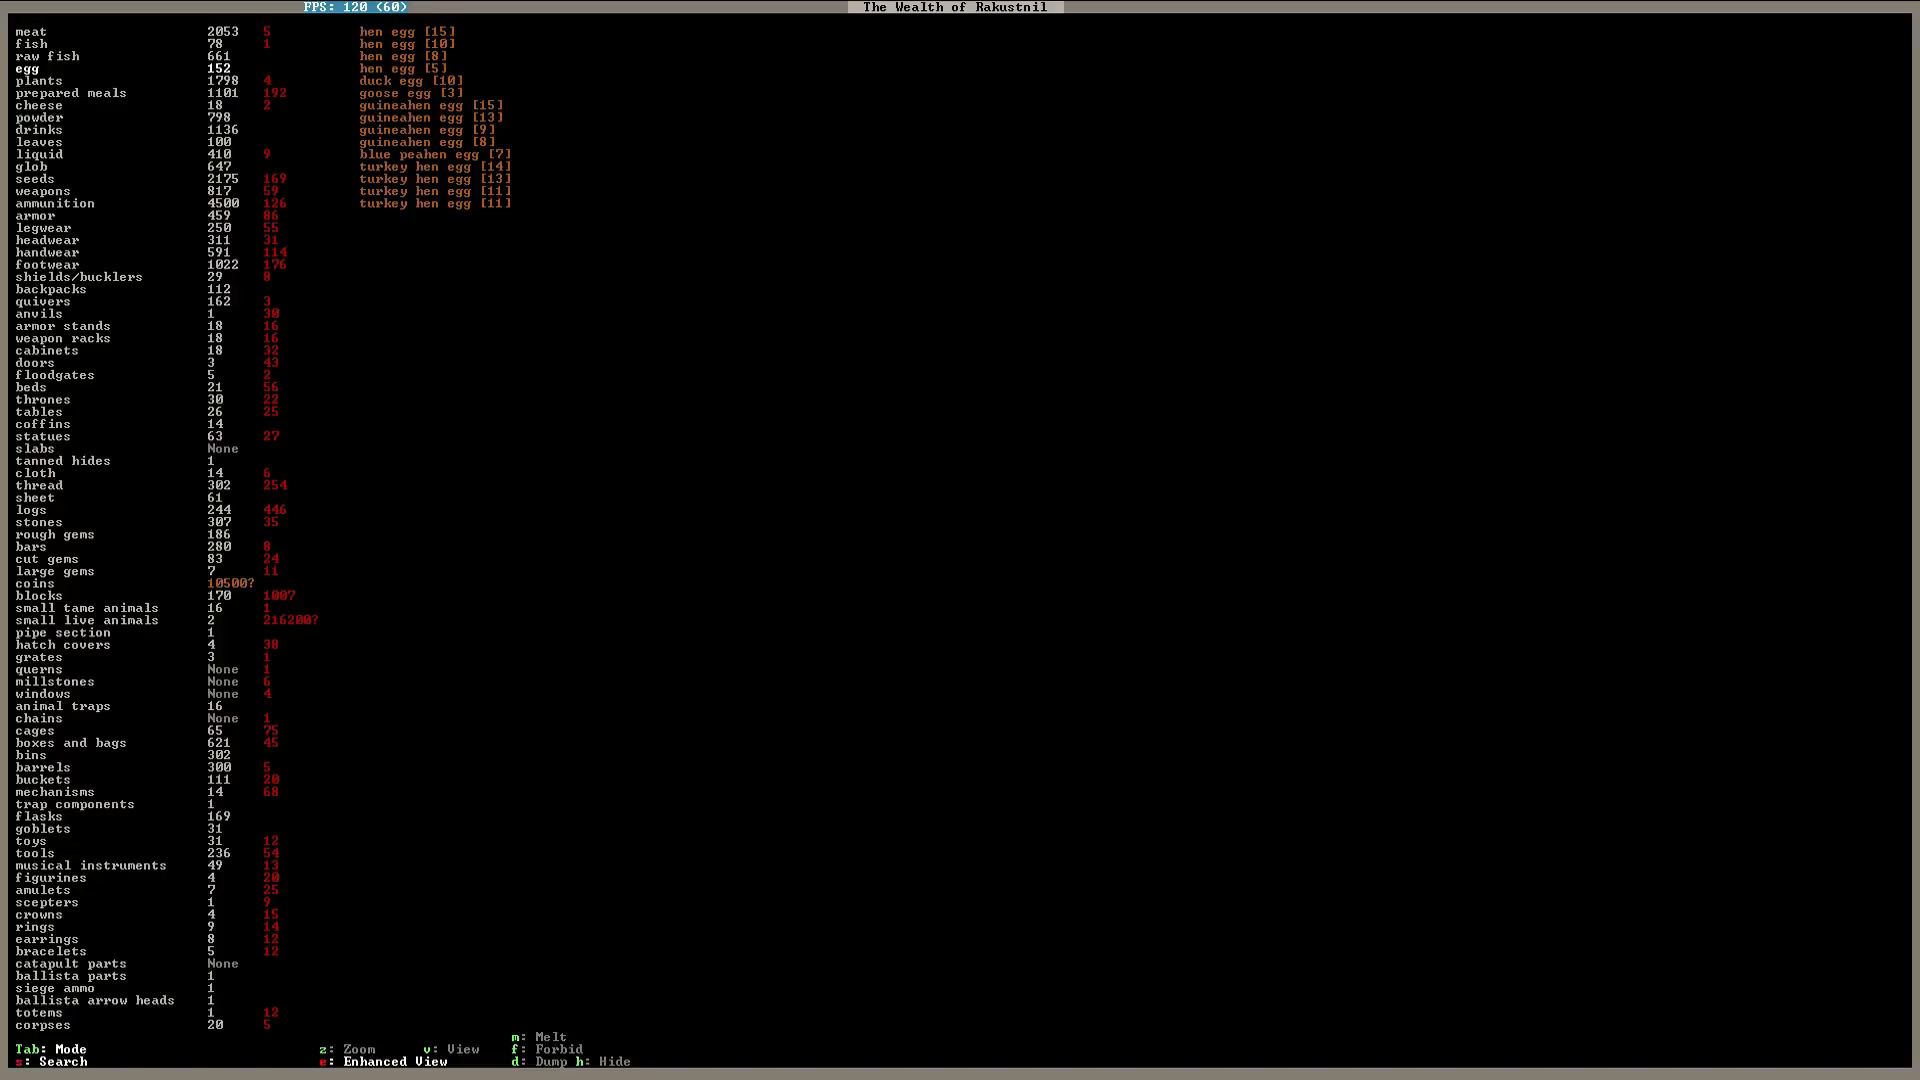 FPS: 120 (60) The Wealth of Rakustnil
meat 2053 5 hen egg [15]
fish 78 1 hen egg [10]
raw fish 661 hen egg [8]
egg 152 hen egg [5]
plants 1798 4 duck egg [10]
prepared meals 1101 192 goose egg [3]
cheese 18 2 guineahen egg [15]
powder 798 guineahen egg [13]
drinks 1136 guineahen egg [9]
leaves 100 guineahen egg [8]
liquid 410 9 blue peahen egg [7]
glob 647 turkey hen egg [14]
seeds 2175 169 turkey hen egg [13]
weapons 817 59 turkey hen egg [11]
ammunition 4500 126 turkey hen egg [11]
armor 459 86
legwear 250 55
headwear 311 31
handwear 591 114
footwear 1022 176
shields/bucklers 29 8
backpacks 112
quivers 162 3
anvils 1 30
armor stands 18 16
weapon racks 18 16
cabinets 18 32
doors 3 43
floodgates 5 2
beds 21 56
thrones 30 22
tables 26 25
coffins 14
statues 63 27
slabs None
tanned hides 1
cloth 14 6
thread 302 254
sheet 61
logs 244 446
stones 307 35
rough gems 186
bars 280 8
cut gems 83 24
large gems 7 11
coins 10500?
blocks 170 1007
small tame animals 16 1
small live animals 2 216200?
pipe section 1
hatch covers 4 38
grates 3 1
querns None 1
millstones None 6
windows None 4
animal traps 16
chains None 1
cages 65 75
boxes and bags 621 45
bins 302
barrels 300 5
buckets 111 20
mechanisms 14 68
trap components 1
flasks 169
goblets 31
toys 31 12
tools 236 54
musical instruments 49 13
figurines 4 20
amulets 7 25
scepters 1 9
crowns 4 15
rings 9 14
earrings 8 12
bracelets 5 12
catapult parts None
ballista parts 1
siege ammo 1
ballista arrow heads 1
totems 1 12
corpses 20 5
m: Melt
Tab: Mode z: Zoom v: View f: Forbid
s: Search e: Enhanced View d: Dump h: Hide